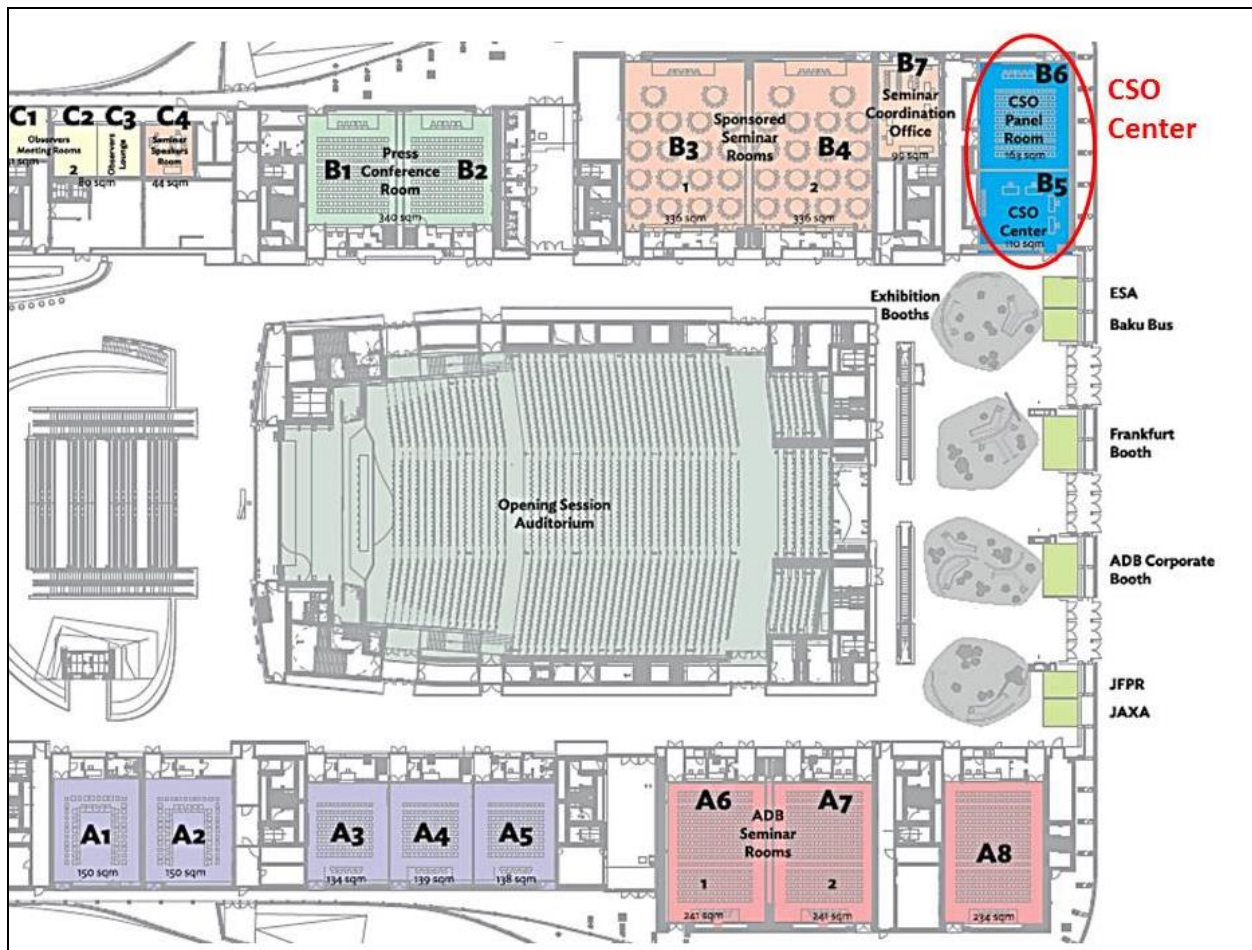 C1
Observers
Meeting Rooms
C2
2
80 sqm
C3
Observers
Lounge
C4
Seminar
Speakers
Room
44 sqm
B1
Press
Conference
Room
B2
340 sqm
B3
1
336 sqm
Sponsored
Seminar
Rooms
B4
2
336 sqm
B7
Seminar
Coordination
Office
B6
CSO
Panel
Room
B5
CSO
Center
110 sqm
CSO
Center
Exhibition
Booths
ESA
Baku Bus
Frankfurt
Booth
Opening Session
Auditorium
ADB Corporate
Booth
JFPR
JAXA
A1
150 sqm
A2
150 sqm
A3
134 sqm
A4
139 sqm
A5
138 sqm
A6
1
241 sqm
ADB
Seminar
Rooms
A7
2
241 sqm
A8
234 sqm